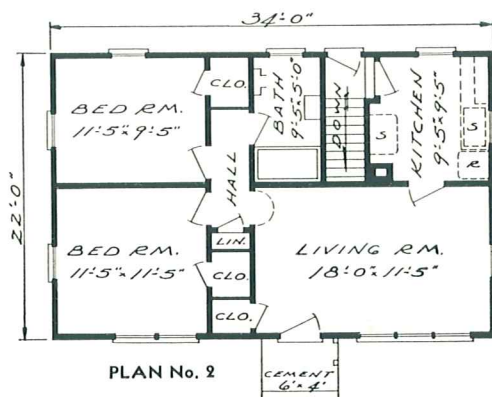 34'-0"
22'-0"
BED RM.
11'-5" x 9'-5"
CLO.
BATH
9'-5" x 5'-0"
DOWN
S
KITCHEN
9'-5" x 9'-5"
S
R
HALL
BED RM.
11'-5" x 11'-5"
LIN.
CLO.
CLO.
LIVING RM.
18'-0" x 11'-5"
PLAN No. 2
CEMENT
6' x 4'